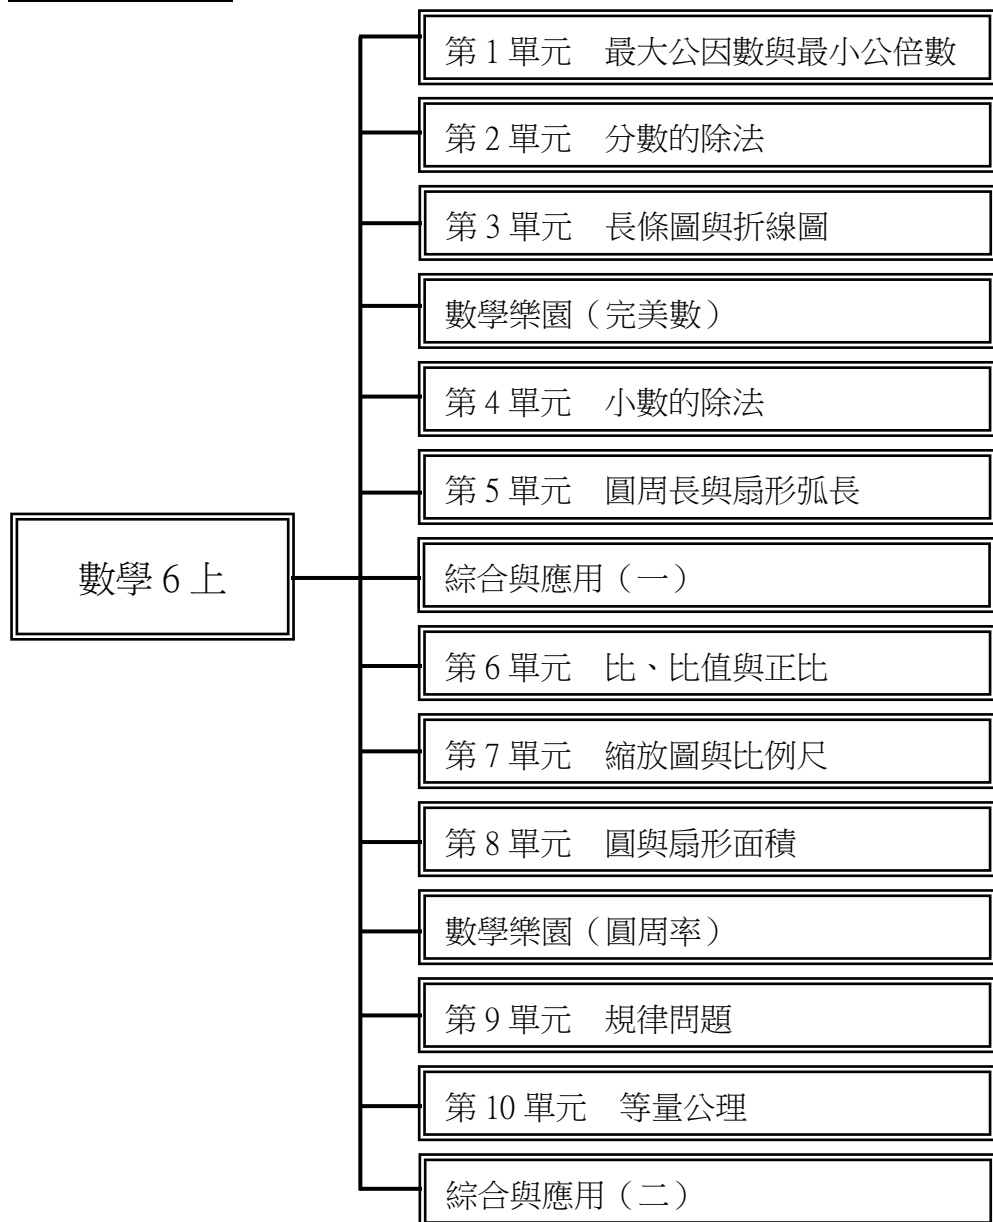 第 1 單元　最大公因數與最小公倍數
第 2 單元　分數的除法
第 3 單元　長條圖與折線圖
數學樂園（完美數）
第 4 單元　小數的除法
第 5 單元　圓周長與扇形弧長
數學 6 上
綜合與應用（一）
第 6 單元　比、比值與正比
第 7 單元　縮放圖與比例尺
第 8 單元　圓與扇形面積
數學樂園（圓周率）
第 9 單元　規律問題
第 10 單元　等量公理
綜合與應用（二）